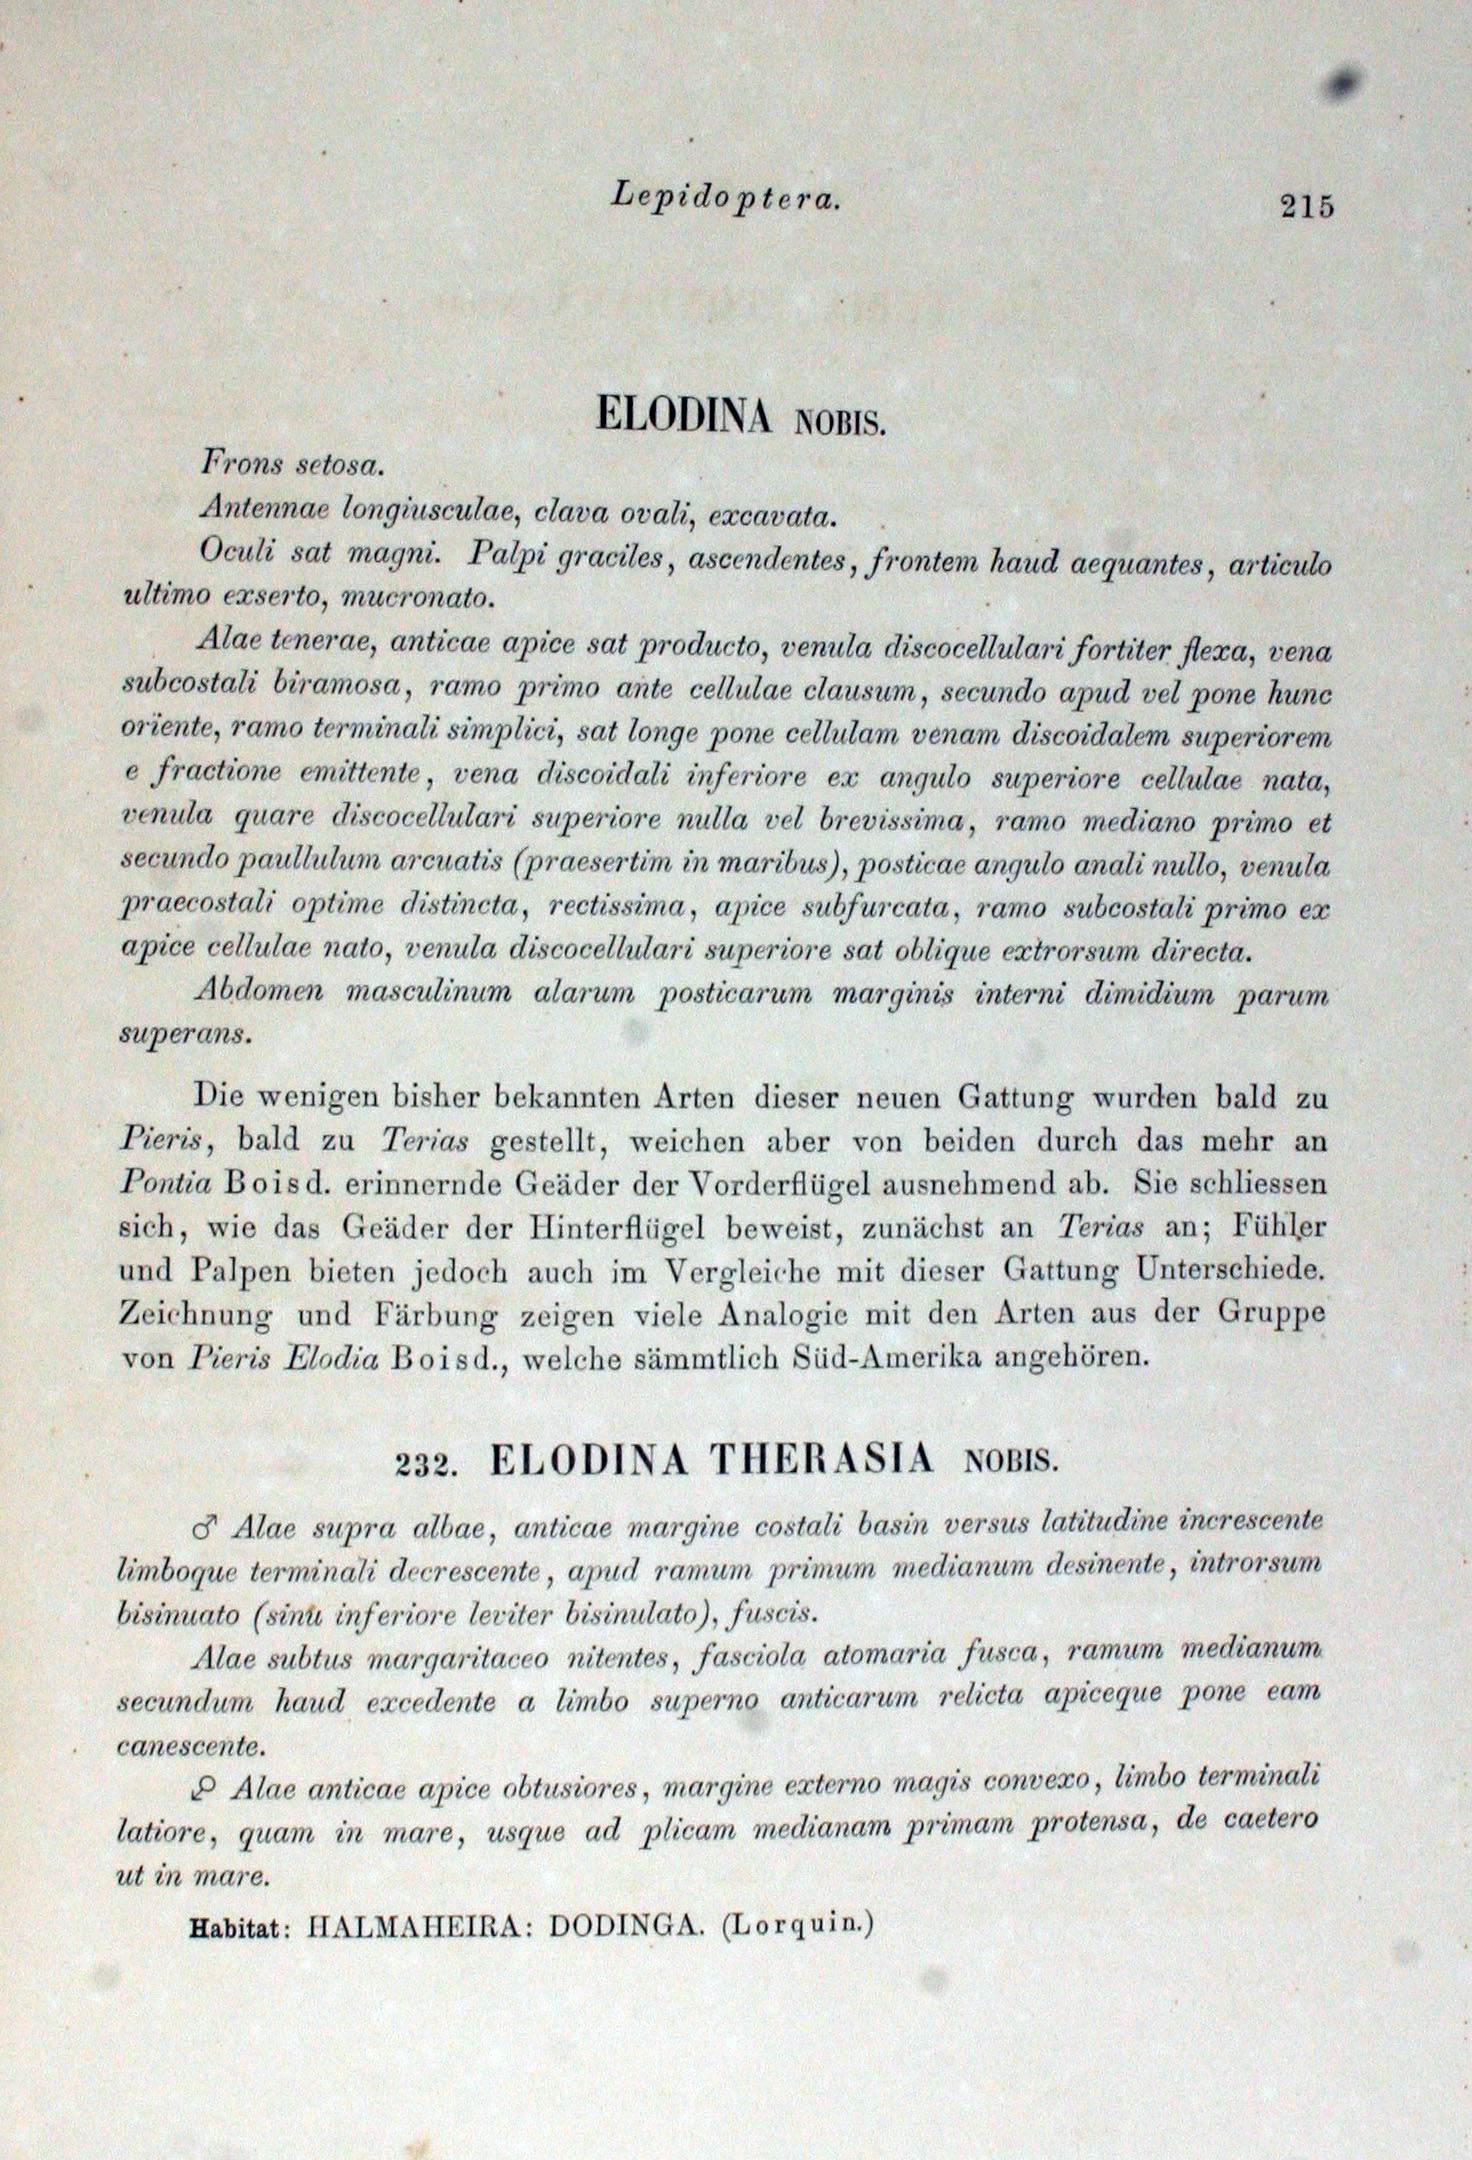 Lepidoptera.
215
ELODINA NOBIS.
Frons setosa.
Antennae longiusculae, clava ovali, excavata.
Oculi sat magni. Palpi graciles, ascendentes, frontem haud aequantes, articulo
ultimo exserto, mucronato.
Alae tenerae, anticae apice sat producto, venula discocellulari fortiter flexa, vena
subcostali biramosa, ramo primo ante cellulae clausum, secundo apud vel pone hunc
oriente, ramo terminali simplici, sat longe pone cellulam venam discoidalem superiorem
e fractione emittente, vena discoidali inferiore ex angulo superiore cellulae nata,
venula quare discocellulari superiore nulla vel brevissima, ramo mediano primo et
secundo paullulum arcuatis (praesertim in maribus), posticae angulo anali nullo, venula
praecostali optime distincta, rectissima, apice subfurcata, ramo subcostali primo ex
apice cellulae nato, venula discocellulari superiore sat oblique extrorsum directa.
Abdomen masculinum alarum posticarum marginis interni dimidium parum
superans.
Die wenigen bisher bekannten Arten dieser neuen Gattung wurden bald zu
Pieris, bald zu Terias gestellt, weichen aber von beiden durch das mehr an
Pontia Boisd. erinnernde Geäder der Vorderflügel ausnehmend ab. Sie schliessen
sich, wie das Geäder der Hinterflügel beweist, zunächst an Terias an; Fühler
und Palpen bieten jedoch auch im Vergleiche mit dieser Gattung Unterschiede.
Zeichnung und Färbung zeigen viele Analogie mit den Arten aus der Gruppe
von Pieris Elodia Boisd., welche sämmtlich Süd-Amerika angehören.
232. ELODINA THERASIA NOBIS.
♂ Alae supra albae, anticae margine costali basin versus latitudine increscente
limboque terminali decrescente, apud ramum primum medianum desinente, introrsum
bisinuato (sinu inferiore leviter bisinulato), fuscis.
Alae subtus margaritaceo nitentes, fasciola atomaria fusca, ramum medianum
secundum haud excedente a limbo superno anticarum relicta apiceque pone eam
canescente.
♀ Alae anticae apice obtusiores, margine externo magis convexo, limbo terminali
latiore, quam in mare, usque ad plicam medianam primam protensa, de caetero
ut in mare.
Habitat: HALMAHEIRA: DODINGA. (Lorquin.)